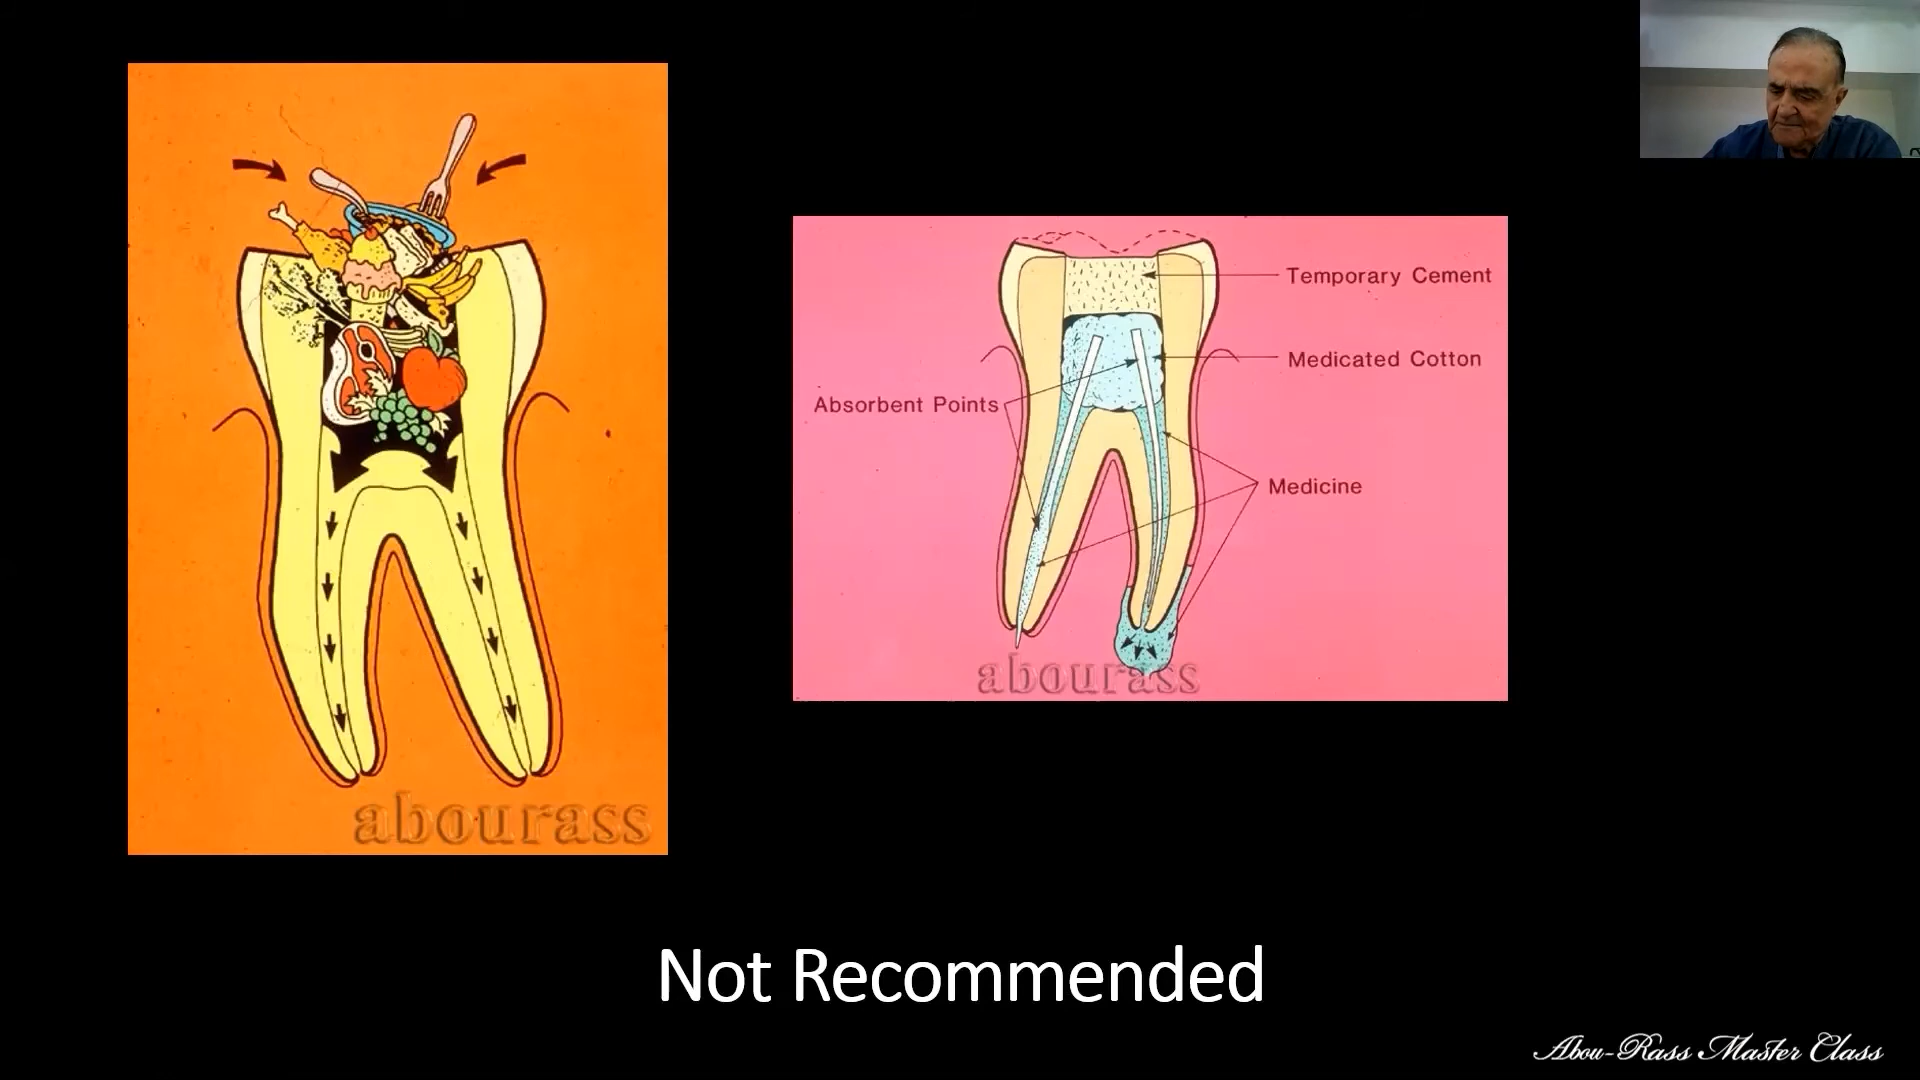 abourass
Temporary Cement
Medicated Cotton
Absorbent Points
Medicine
abourass
Not Recommended
Abou-Rass Master Class